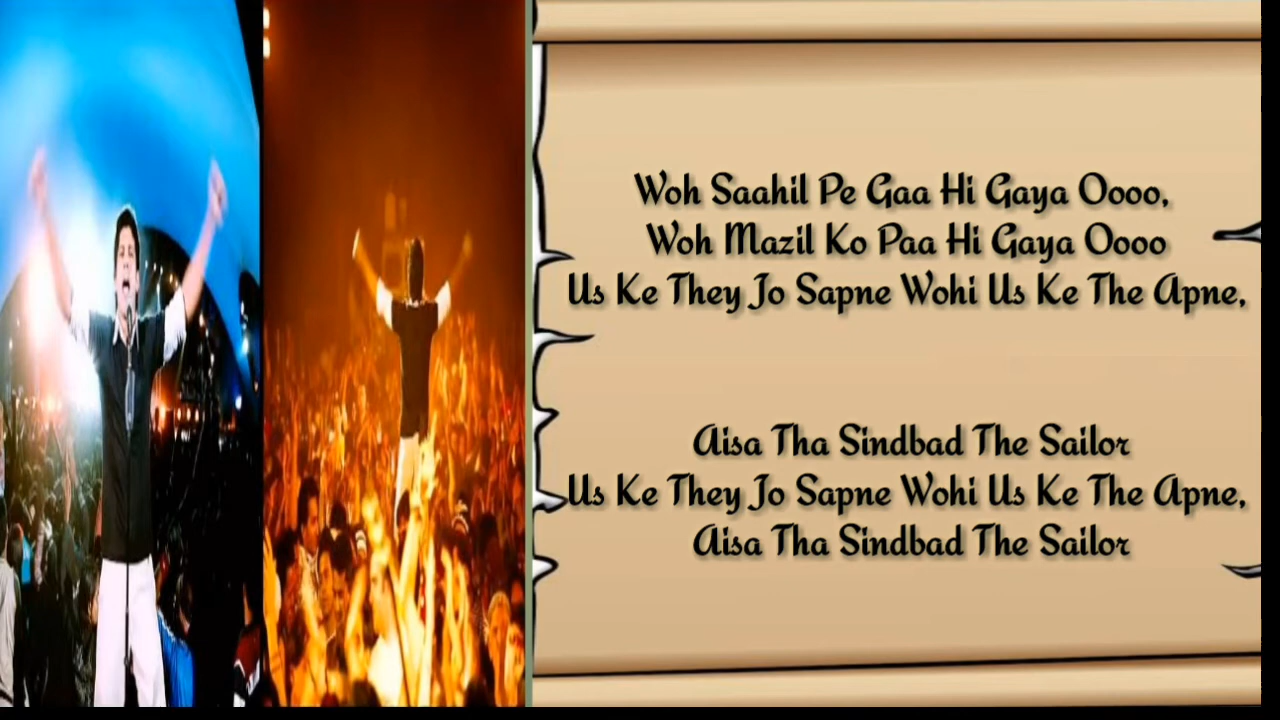 Woh Saahil Pe Gaa Hi Gaya Oooo,
Woh Mazil Ko Paa Hi Gaya Oooo
Us Ke They Jo Sapne Wohi Us Ke The Apne,
Aisa Tha Sindbad The Sailor
Us Ke They Jo Sapne Wohi Us Ke The Apne,
Aisa Tha Sindbad The Sailor